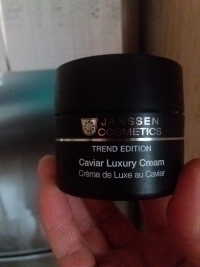 JANSSEN
COSMETICS
TREND EDITION
Caviar Luxury Cream
Crème de Luxe au Caviar